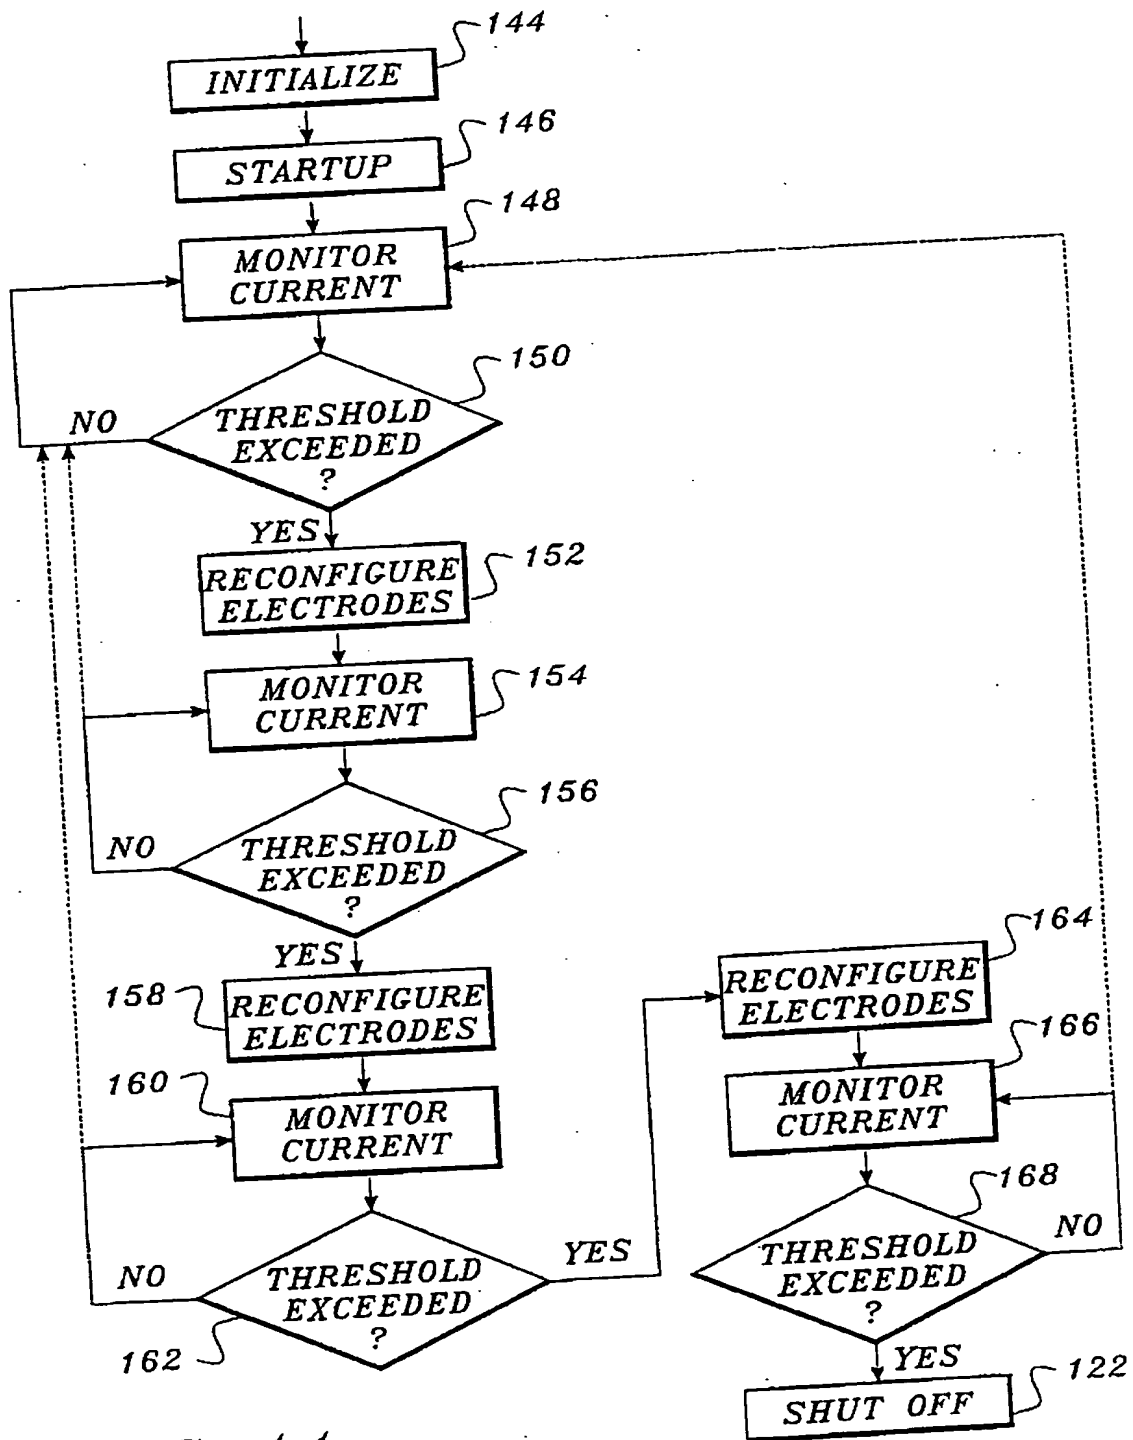 144
INITIALIZE
146
STARTUP
148
MONITOR
CURRENT
150
THRESHOLD
EXCEEDED
?
NO
YES
152
RECONFIGURE
ELECTRODES
154
MONITOR
CURRENT
156
THRESHOLD
EXCEEDED
?
NO
YES
158
RECONFIGURE
ELECTRODES
160
MONITOR
CURRENT
162
THRESHOLD
EXCEEDED
?
NO
YES
164
RECONFIGURE
ELECTRODES
166
MONITOR
CURRENT
168
THRESHOLD
EXCEEDED
?
NO
YES
122
SHUT OFF